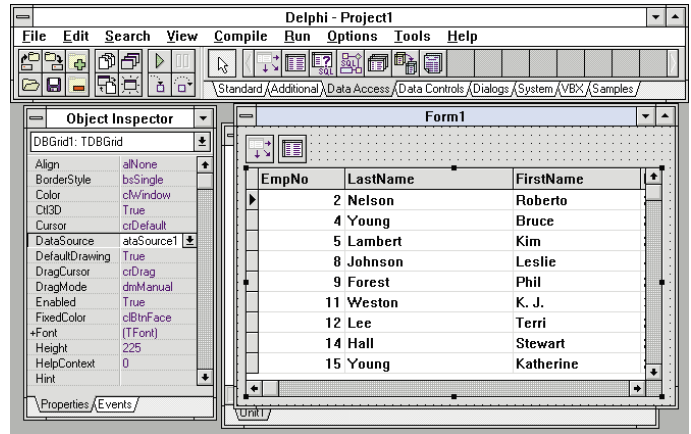 Delphi - Project1
File Edit Search View Compile Run Options Tools Help
SQL SQL
Standard Additional Data Access Data Controls Dialogs System VBX Samples
Object Inspector
DBGrid1: TDBGrid
Align alNone
BorderStyle bsSingle
Color clWindow
Ctl3D True
Cursor crDefault
DataSource ataSource1
DefaultDrawing True
DragCursor crDrag
DragMode dmManual
Enabled True
FixedColor clBtnFace
+Font (TFont)
Height 225
HelpContext 0
Hint
Properties Events
Form1
EmpNo LastName FirstName
2 Nelson Roberto
4 Young Bruce
5 Lambert Kim
8 Johnson Leslie
9 Forest Phil
11 Weston K. J.
12 Lee Terri
14 Hall Stewart
15 Young Katherine
Unit1